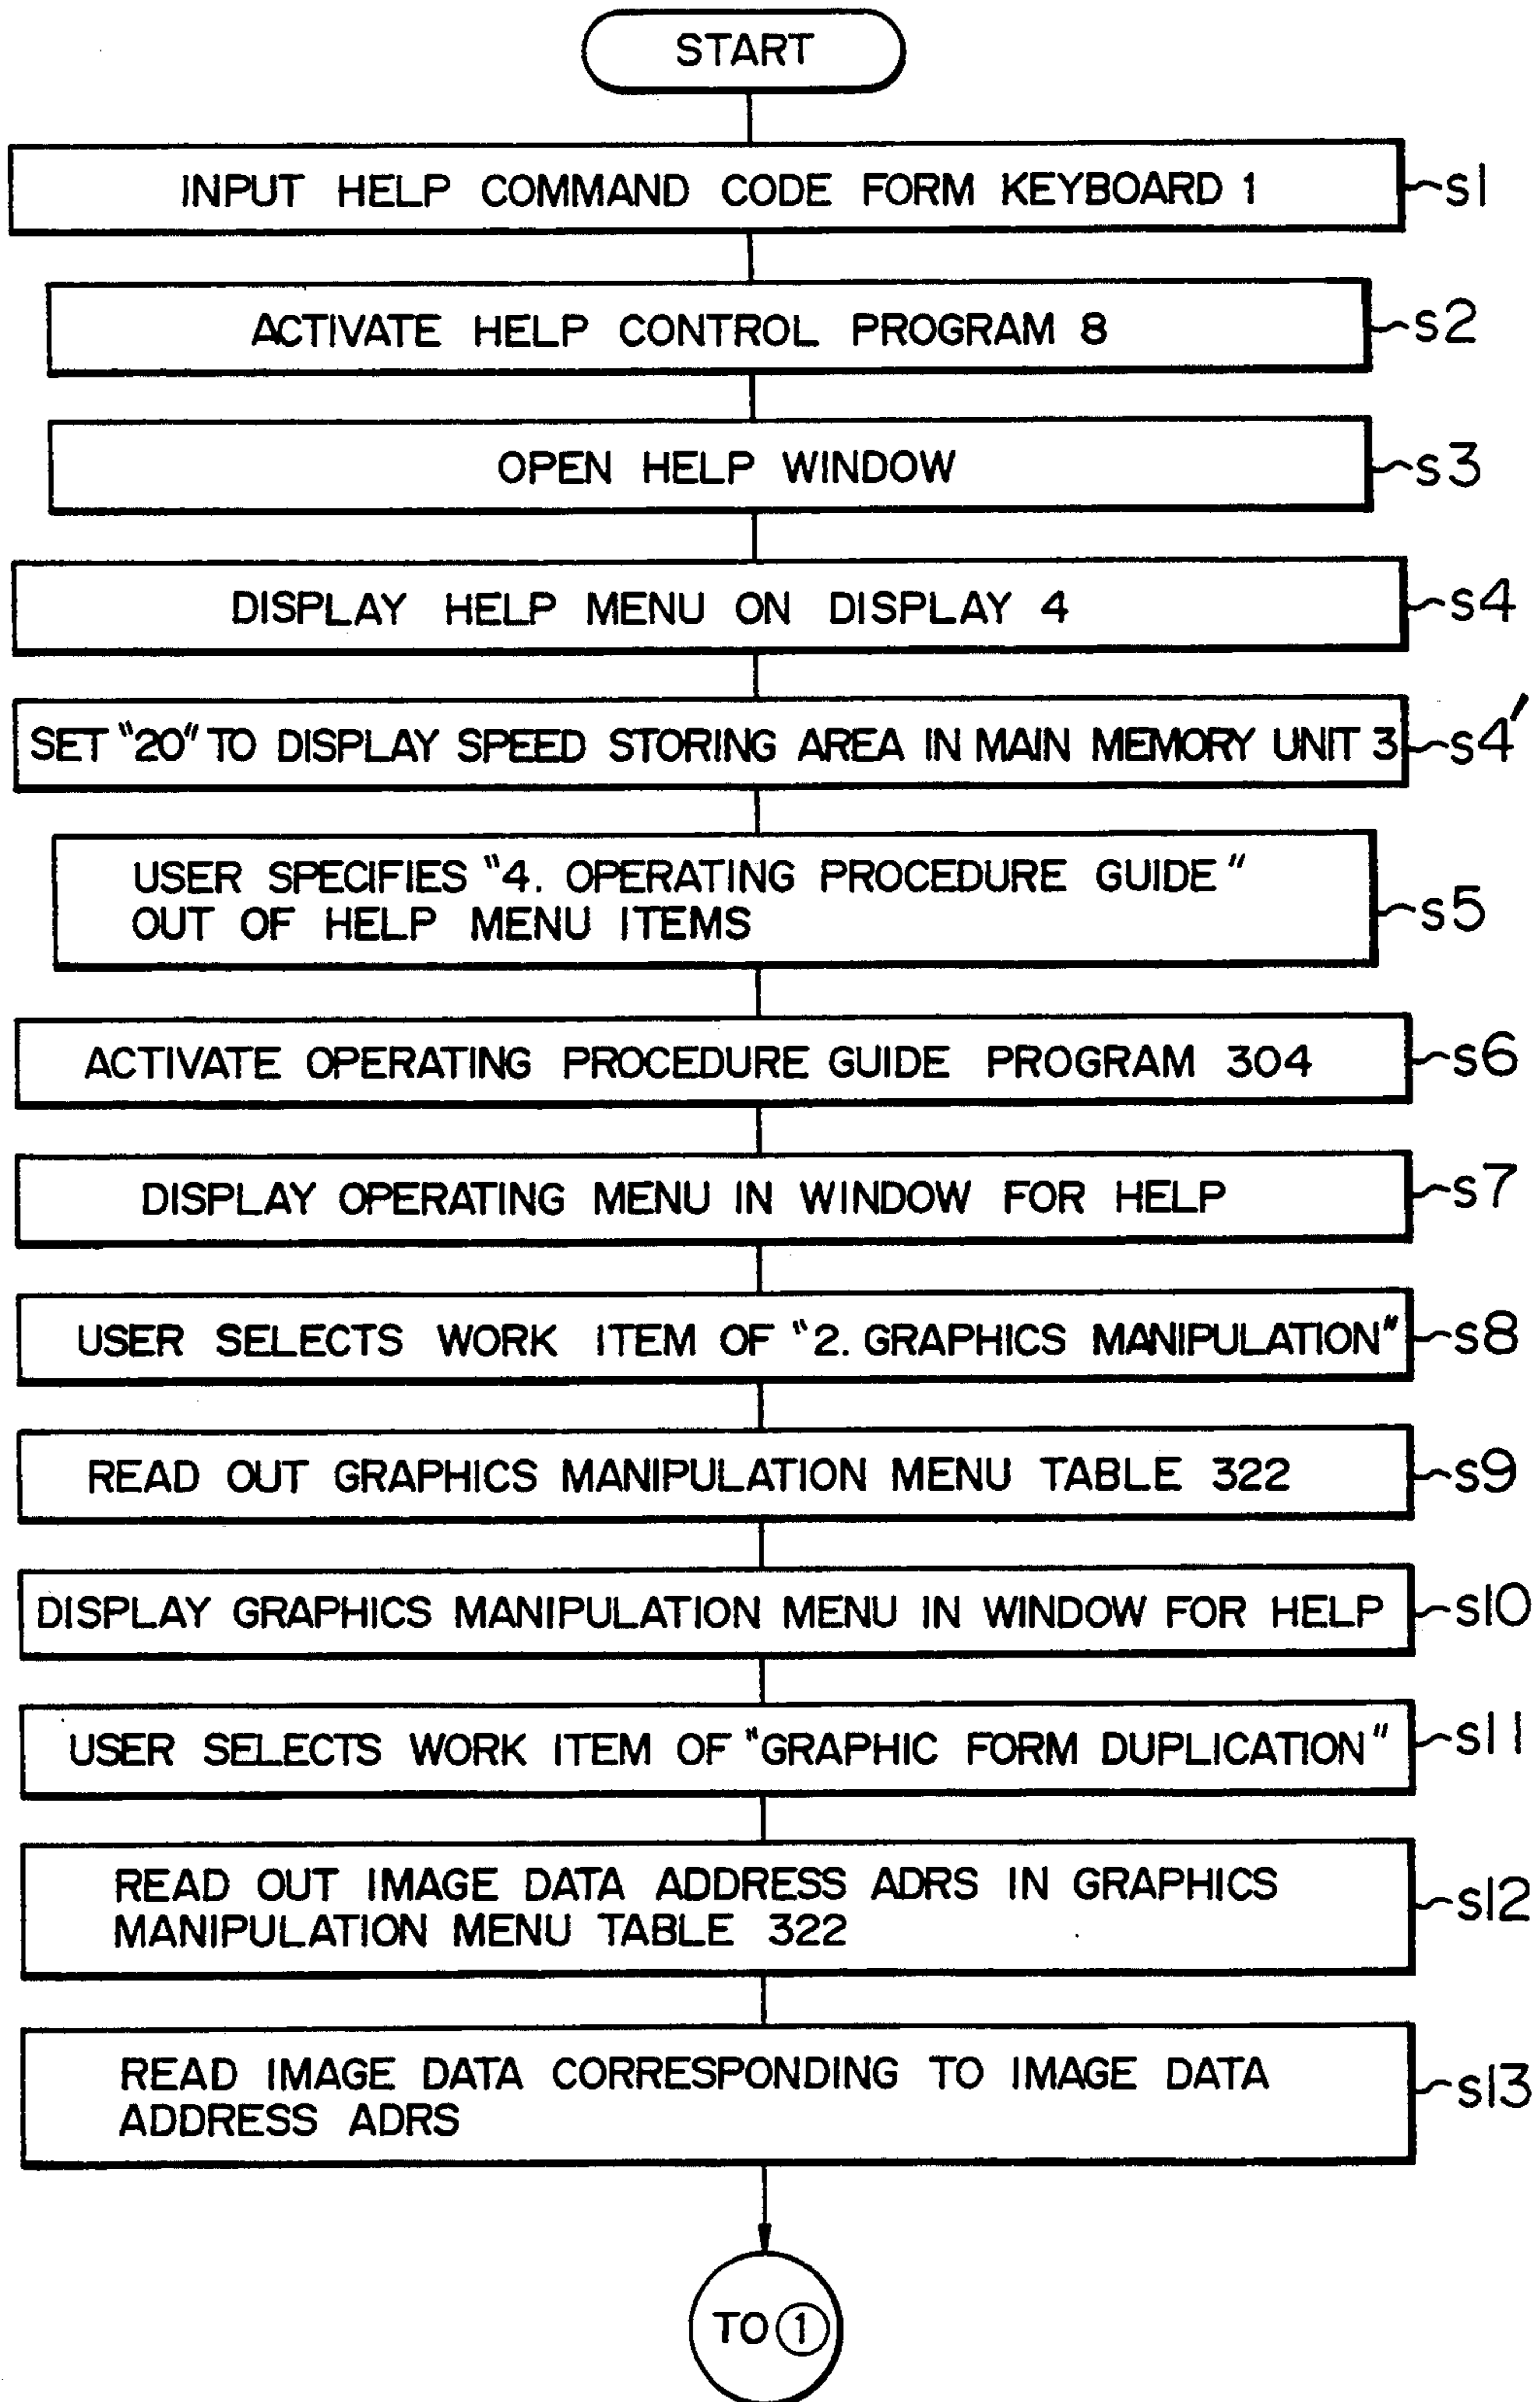 START
INPUT HELP COMMAND CODE FORM KEYBOARD 1
s1
ACTIVATE HELP CONTROL PROGRAM 8
s2
OPEN HELP WINDOW
s3
DISPLAY HELP MENU ON DISPLAY 4
s4
SET "20" TO DISPLAY SPEED STORING AREA IN MAIN MEMORY UNIT 3
s4'
USER SPECIFIES "4. OPERATING PROCEDURE GUIDE"
OUT OF HELP MENU ITEMS
s5
ACTIVATE OPERATING PROCEDURE GUIDE PROGRAM 304
s6
DISPLAY OPERATING MENU IN WINDOW FOR HELP
s7
USER SELECTS WORK ITEM OF "2. GRAPHICS MANIPULATION"
s8
READ OUT GRAPHICS MANIPULATION MENU TABLE 322
s9
DISPLAY GRAPHICS MANIPULATION MENU IN WINDOW FOR HELP
s10
USER SELECTS WORK ITEM OF "GRAPHIC FORM DUPLICATION"
s11
READ OUT IMAGE DATA ADDRESS ADRS IN GRAPHICS
MANIPULATION MENU TABLE 322
s12
READ IMAGE DATA CORRESPONDING TO IMAGE DATA
ADDRESS ADRS
s13
TO ①